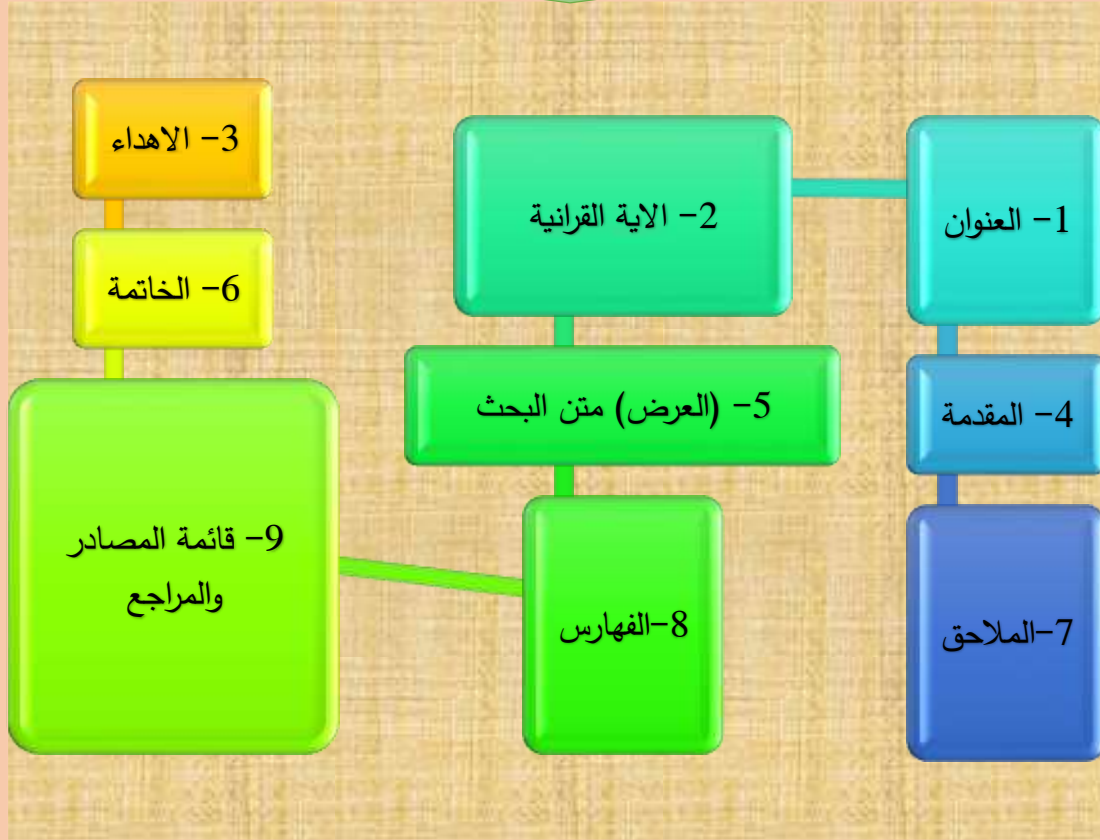 1- العنوان
2- الاية القرانية
3- الاهداء
4- المقدمة
5- (العرض) متن البحث
6- الخاتمة
7-الملاحق
8-الفهارس
9- قائمة المصادر
والمراجع